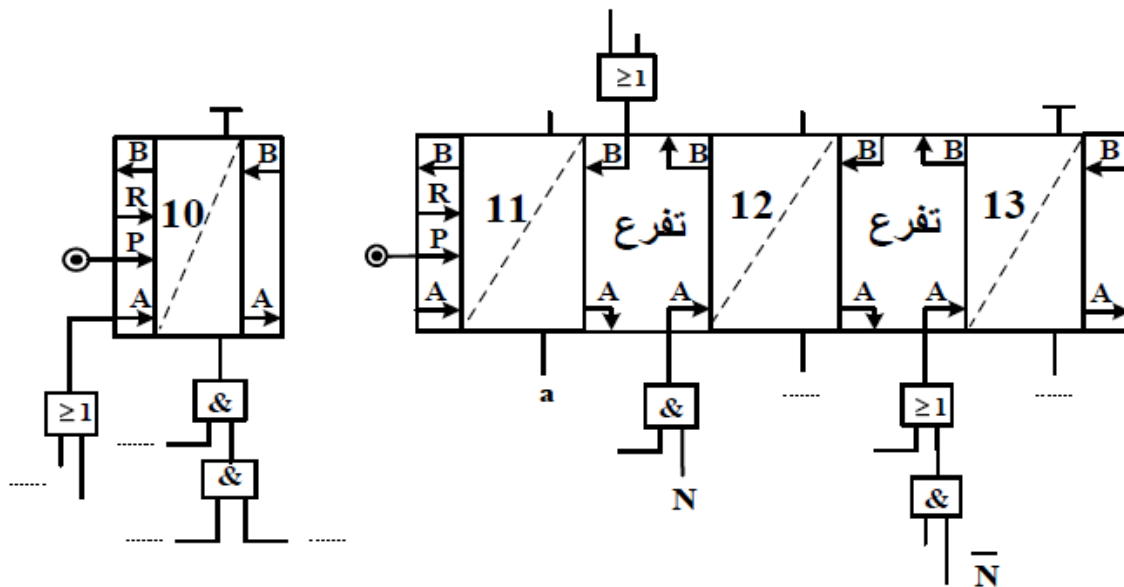 ≥1
B B B B B B B
R 10 R 11 تفرع 12 تفرع 13
P P
A A A A A A A A
≥1 & a & ≥1
........ & ........ ........
........ N &
........ ........ N̅